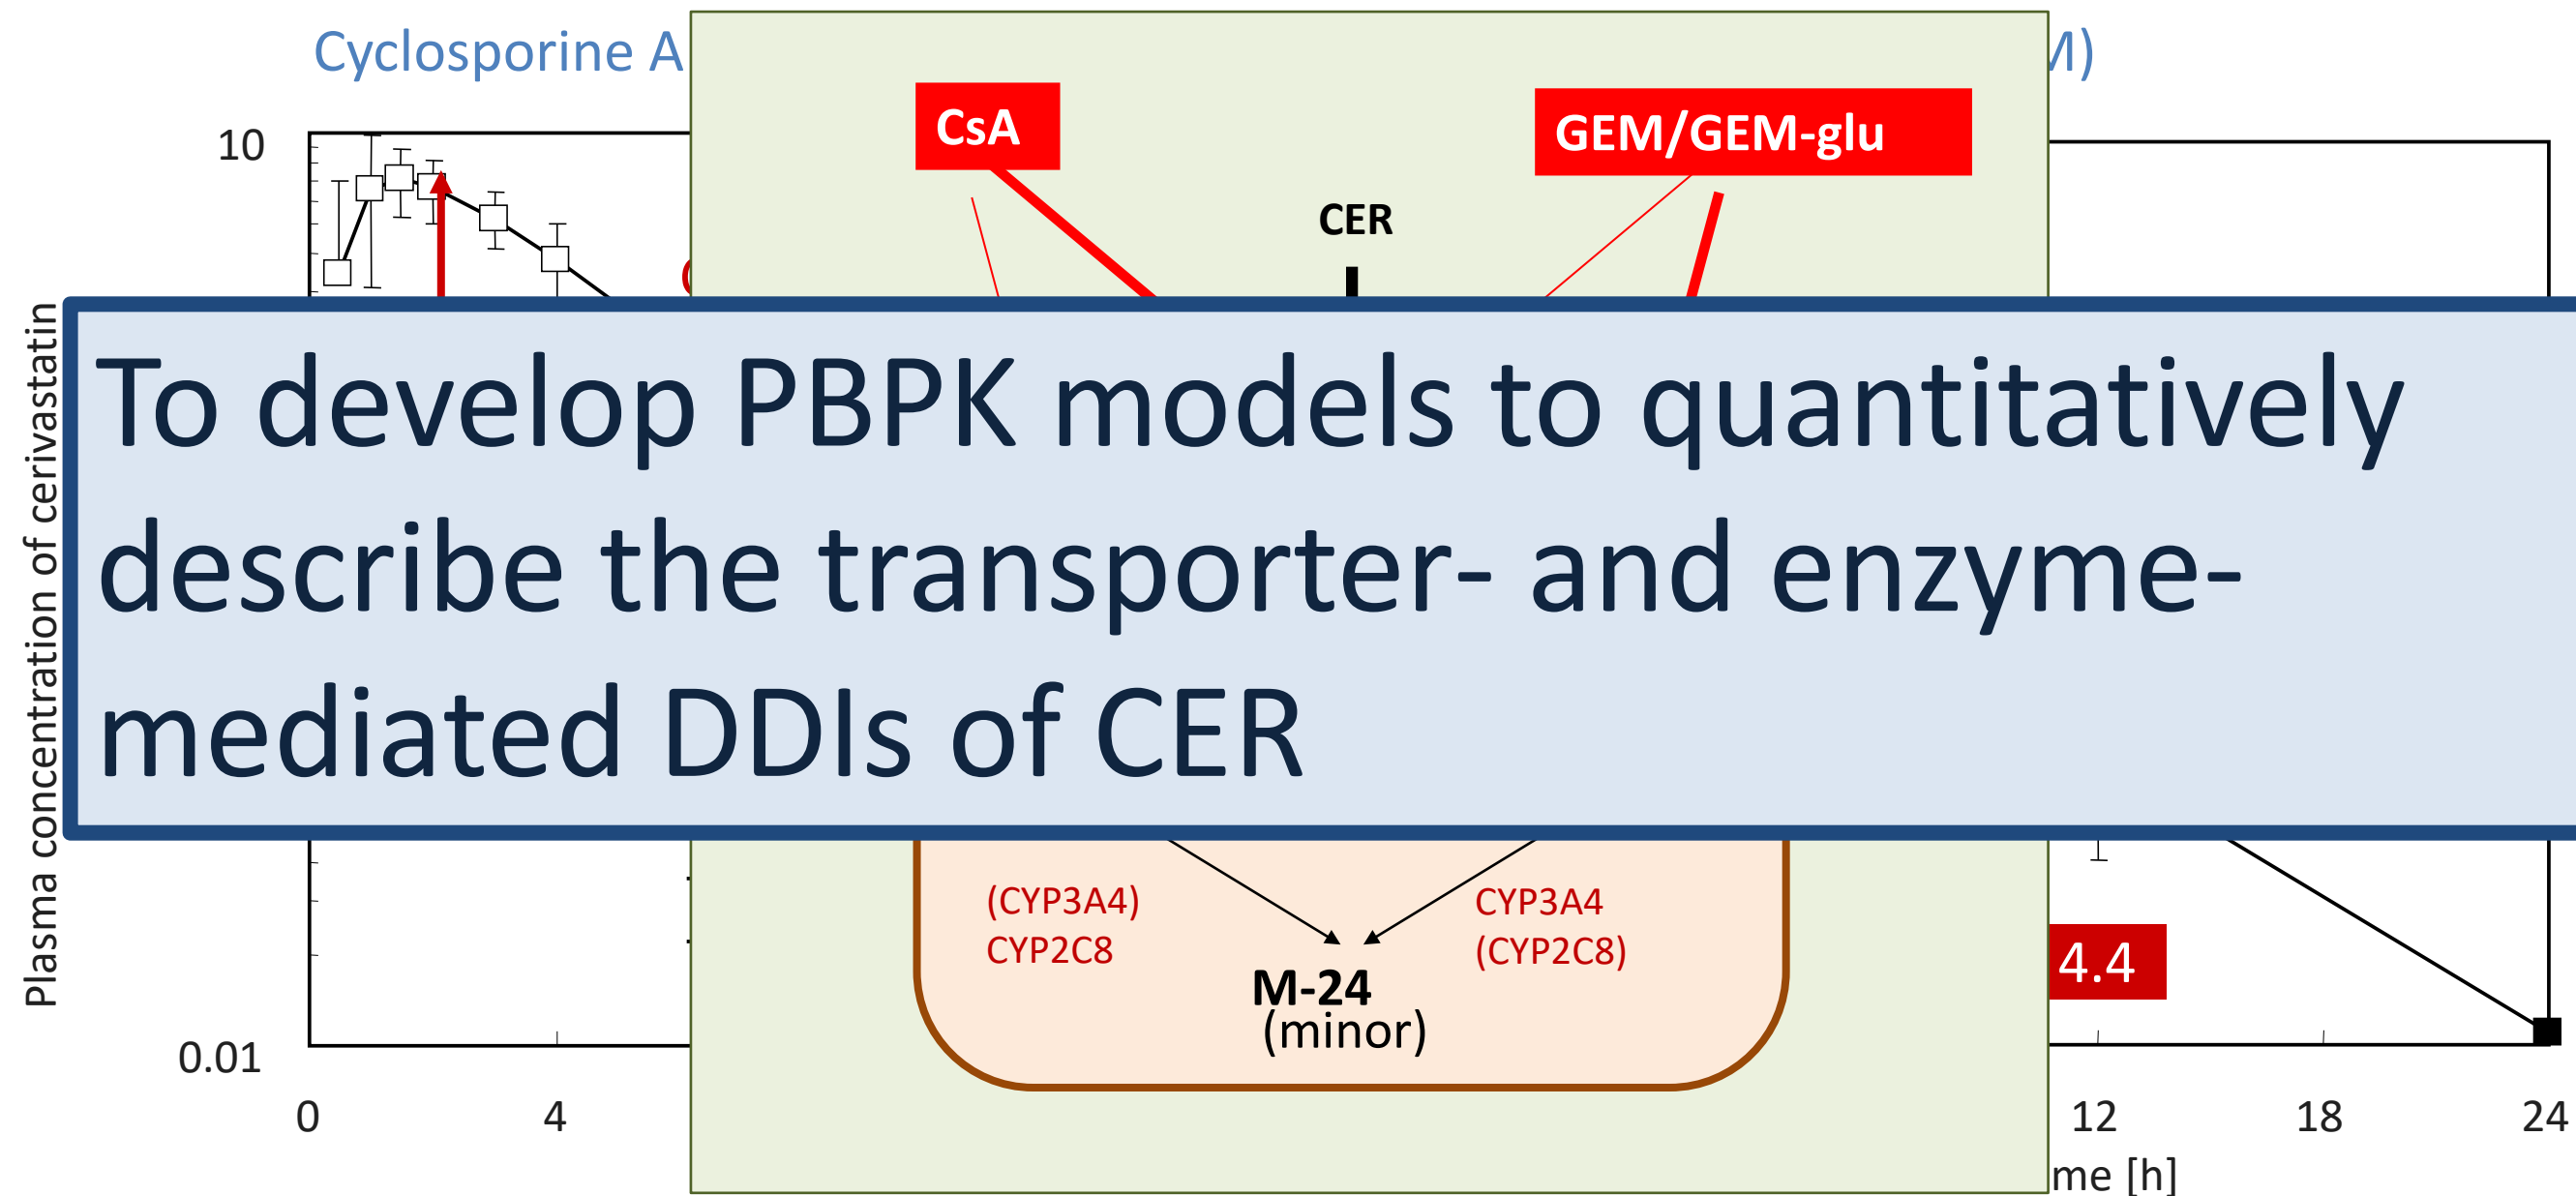 Cyclosporine A
M)
CsA
GEM/GEM-glu
CER
10
Plasma concentration of cerivastatin
To develop PBPK models to quantitatively
describe the transporter- and enzyme-
mediated DDIs of CER
(CYP3A4)
CYP2C8
CYP3A4
(CYP2C8)
M-24
(minor)
4.4
0.01
0 4 12 18 24
me [h]